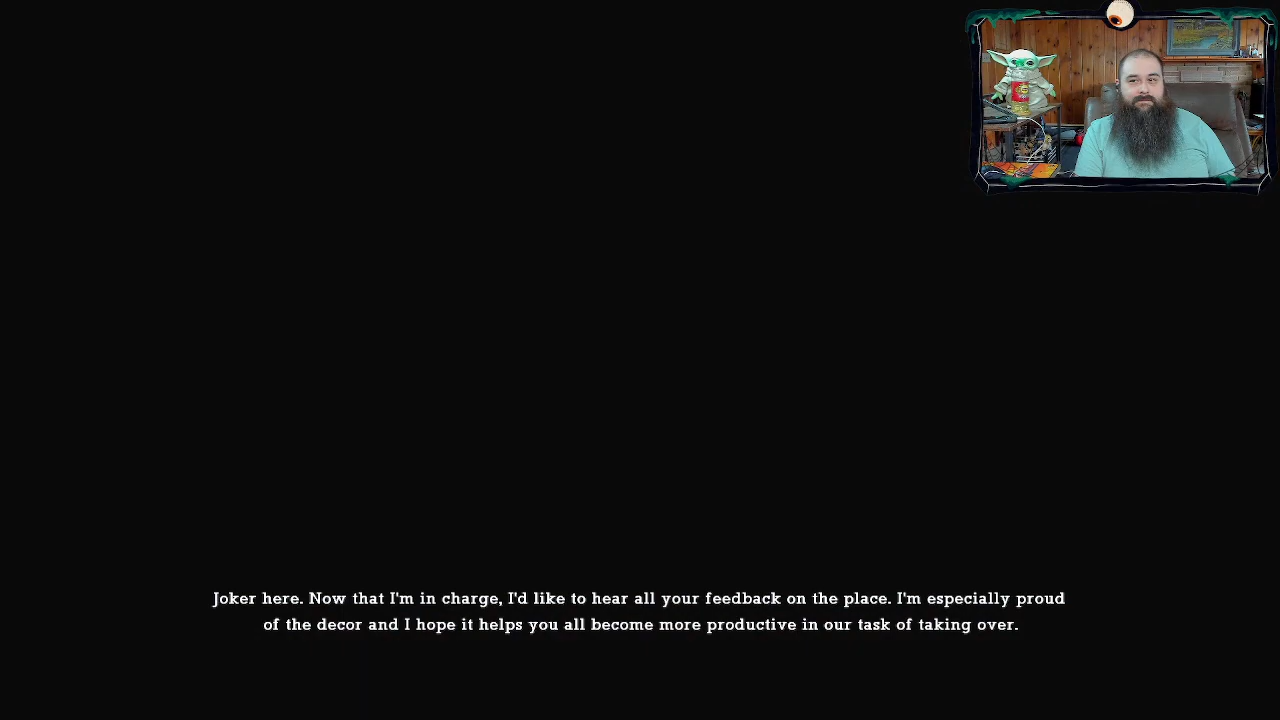 Joker here. Now that I'm in charge, I'd like to hear all your feedback on the place. I'm especially proud
of the decor and I hope it helps you all become more productive in our task of taking over.